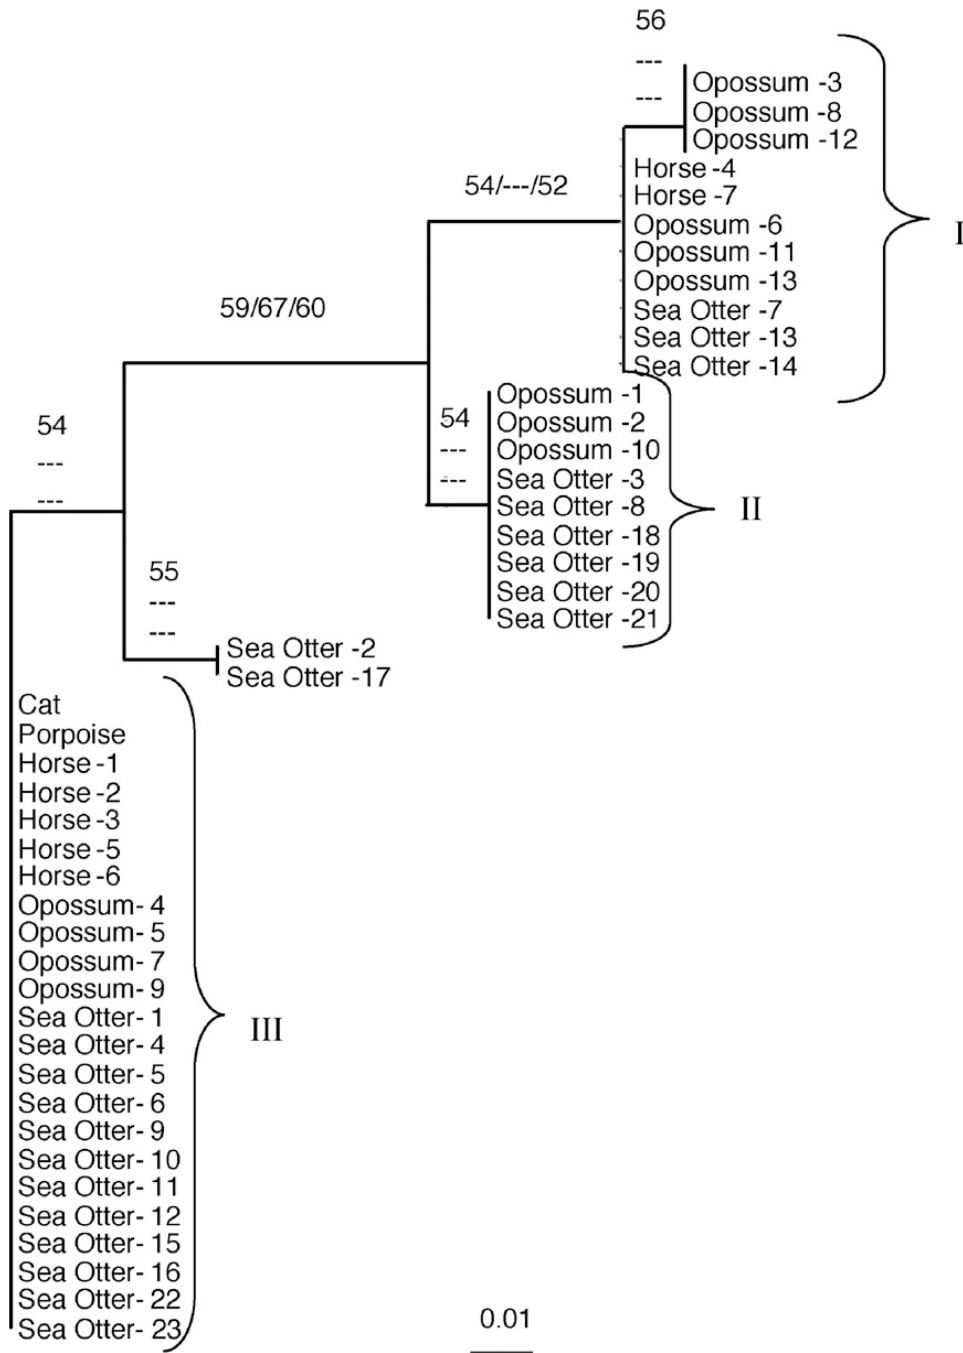 56
---
---
Opossum -3
Opossum -8
Opossum -12
Horse -4
Horse -7
54/---/52
Opossum -6
Opossum -11
Opossum -13
Sea Otter -7
Sea Otter -13
Sea Otter -14
I
59/67/60
54
---
---
Opossum -1
Opossum -2
Opossum -10
Sea Otter -3
Sea Otter -8
Sea Otter -18
Sea Otter -19
Sea Otter -20
Sea Otter -21
II
54
---
---
55
---
---
Sea Otter -2
Sea Otter -17
Cat
Porpoise
Horse -1
Horse -2
Horse -3
Horse -5
Horse -6
Opossum- 4
Opossum- 5
Opossum- 7
Opossum- 9
Sea Otter- 1
Sea Otter- 4
Sea Otter- 5
Sea Otter- 6
Sea Otter- 9
Sea Otter- 10
Sea Otter- 11
Sea Otter- 12
Sea Otter- 15
Sea Otter- 16
Sea Otter- 22
Sea Otter- 23
III
0.01